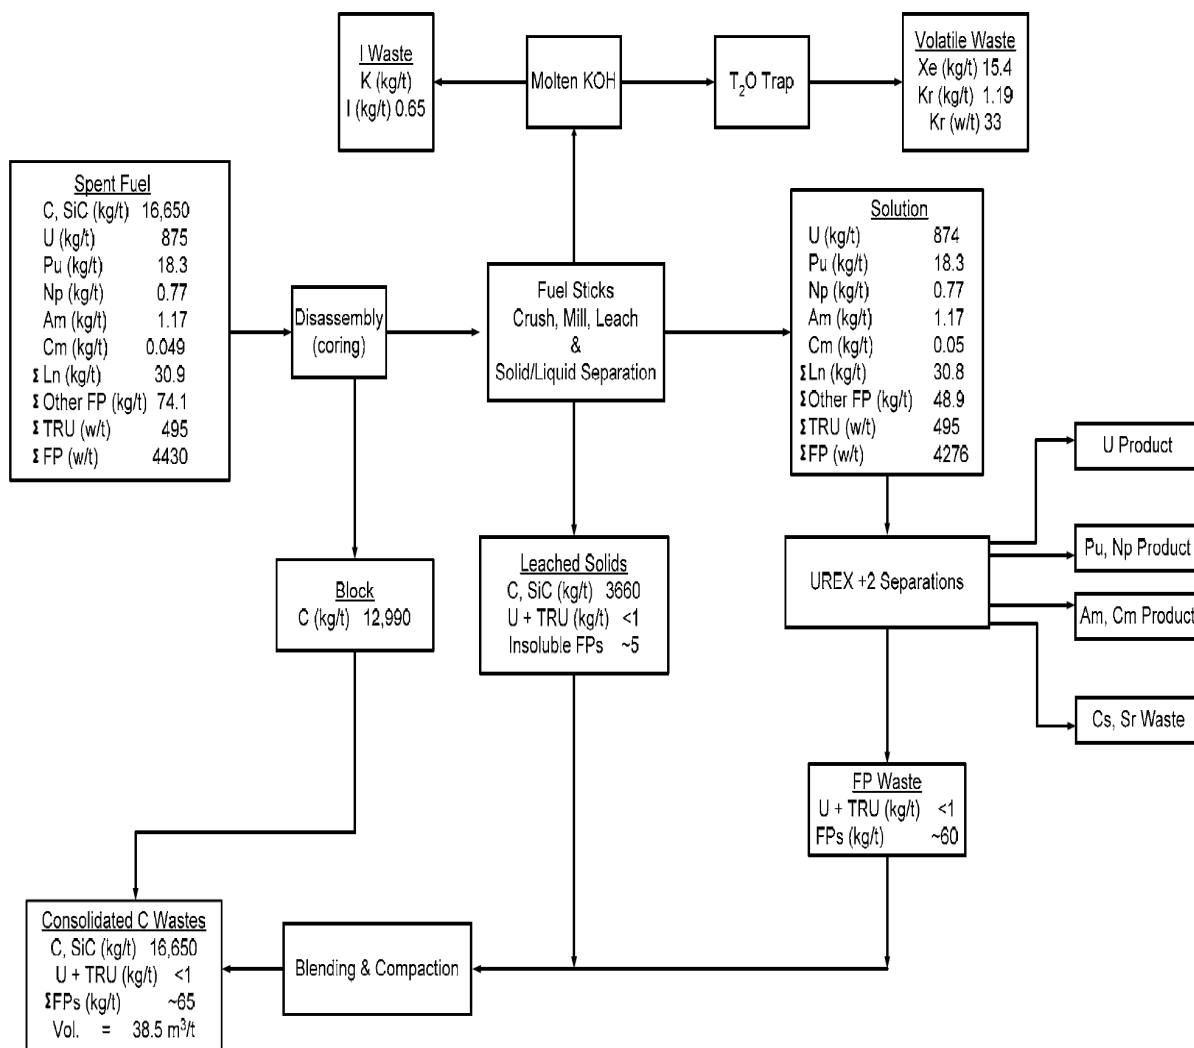 I Waste
K (kg/t)
I (kg/t) 0.65
Molten KOH
T₂O Trap
Volatile Waste
Xe (kg/t) 15.4
Kr (kg/t) 1.19
Kr (w/t) 33
Spent Fuel
C, SiC (kg/t) 16,650
U (kg/t) 875
Pu (kg/t) 18.3
Np (kg/t) 0.77
Am (kg/t) 1.17
Cm (kg/t) 0.049
Σ Ln (kg/t) 30.9
Σ Other FP (kg/t) 74.1
Σ TRU (w/t) 495
Σ FP (w/t) 4430
Disassembly
(coring)
Fuel Sticks
Crush, Mill, Leach
&
Solid/Liquid Separation
Solution
U (kg/t) 874
Pu (kg/t) 18.3
Np (kg/t) 0.77
Am (kg/t) 1.17
Cm (kg/t) 0.05
ΣLn (kg/t) 30.8
ΣOther FP (kg/t) 48.9
ΣTRU (w/t) 495
ΣFP (w/t) 4276
U Product
Pu, Np Product
Am, Cm Product
Cs, Sr Waste
UREX +2 Separations
Block
C (kg/t) 12,990
Leached Solids
C, SiC (kg/t) 3660
U + TRU (kg/t) <1
Insoluble FPs ~5
FP Waste
U + TRU (kg/t) <1
FPs (kg/t) ~60
Consolidated C Wastes
C, SiC (kg/t) 16,650
U + TRU (kg/t) <1
ΣFPs (kg/t) ~65
Vol. = 38.5 m³/t
Blending & Compaction